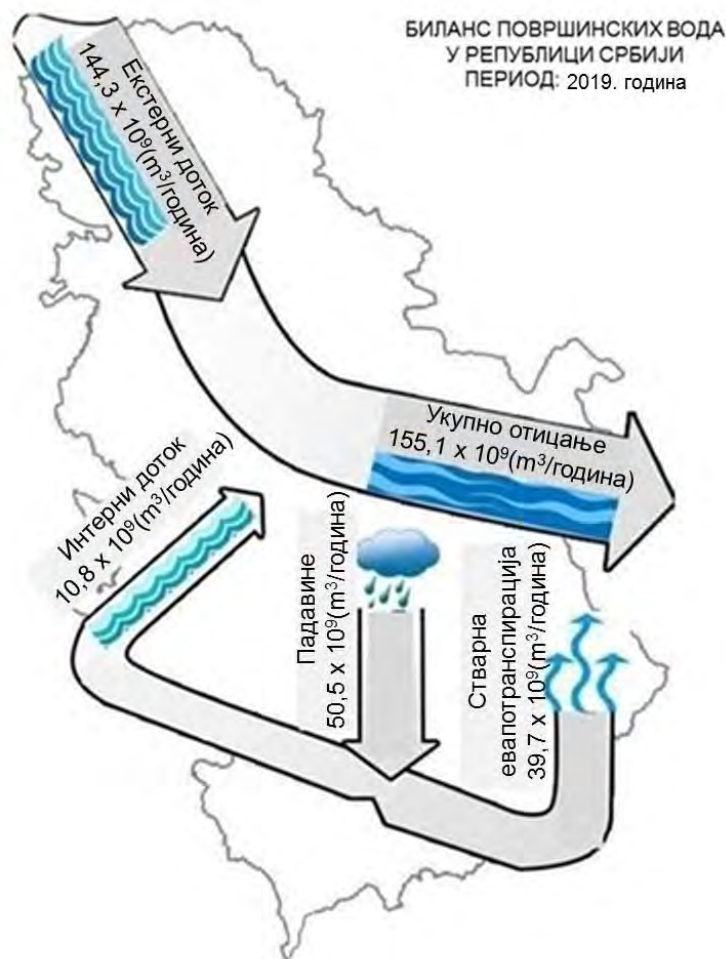 БИЛАНС ПОВРШИНСКИХ ВОДА
У РЕПУБЛИЦИ СРБИЈИ
ПЕРИОД: 2019. година
Екстерни доток
144,3 x 10⁹(m³/година)
Укупно отицање
155,1 x 10⁹(m³/година)
Интерни доток
10,8 x 10⁹(m³/година)
Падавине
50,5 x 10⁹(m³/година)
Стварна
евапотранспирација
39,7 x 10⁹(m³/година)